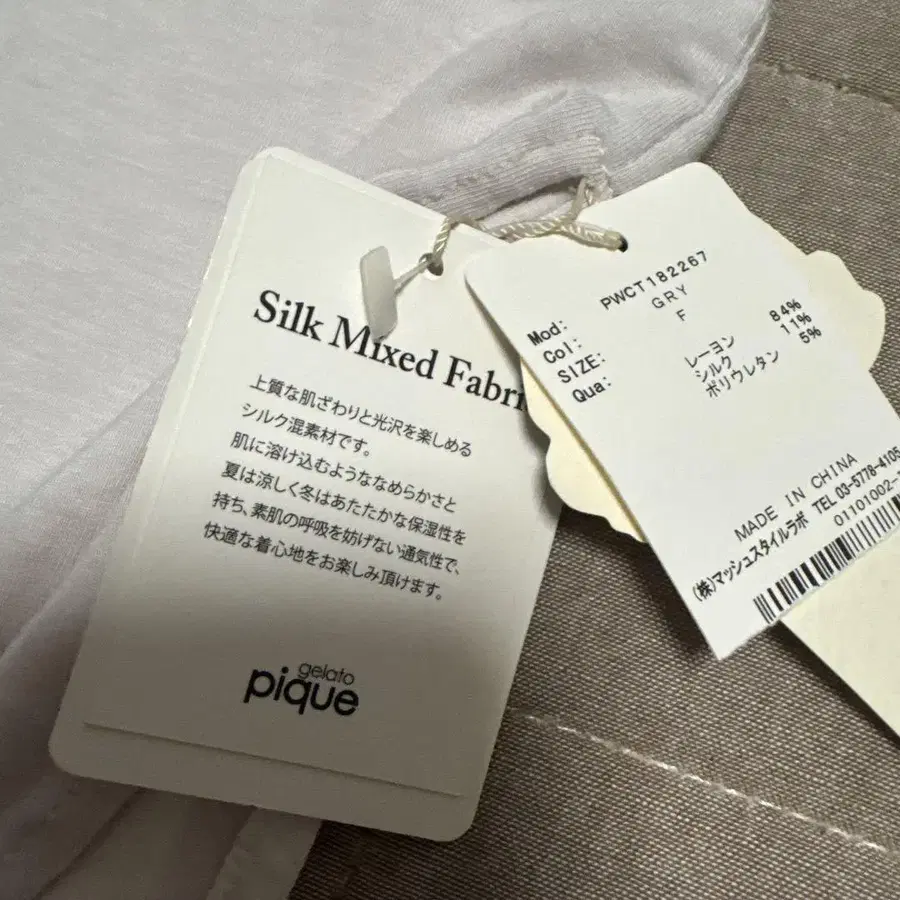 Silk Mixed Fabri
上質な肌ざわりと光沢を楽しめる
シルク混素材です。
肌に溶け込むようななめらかさと
夏は涼しく冬はあたたかな保湿性を
持ち、素肌の呼吸を妨げない通気性で、
快適な着心地をお楽しみ頂けます。
gelato
pique
Mod: PWCT182267
Col: GRY
SIZE: F
Qua: レーヨン 84%
シルク 11%
ポリウレタン 5%
MADE IN CHINA
(株)マッシュスタイルラボ TEL 03-5778-4105
01101002-